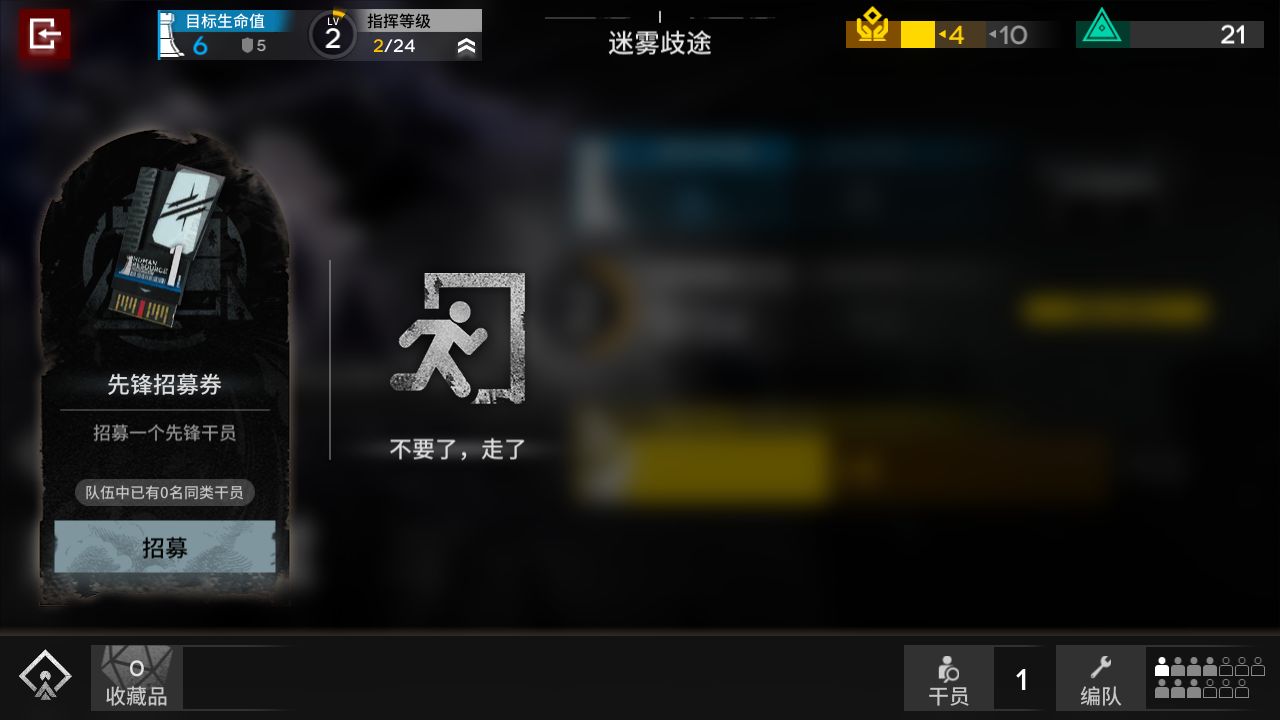 目标生命值
6
5
LV
2
指挥等级
2/24
迷雾歧途
4
10
21
HUMAN
RESOURCE
先锋招募券
招募一个先锋干员
队伍中已有0名同类干员
招募
不要了，走了
0
收藏品
干员
1
编队